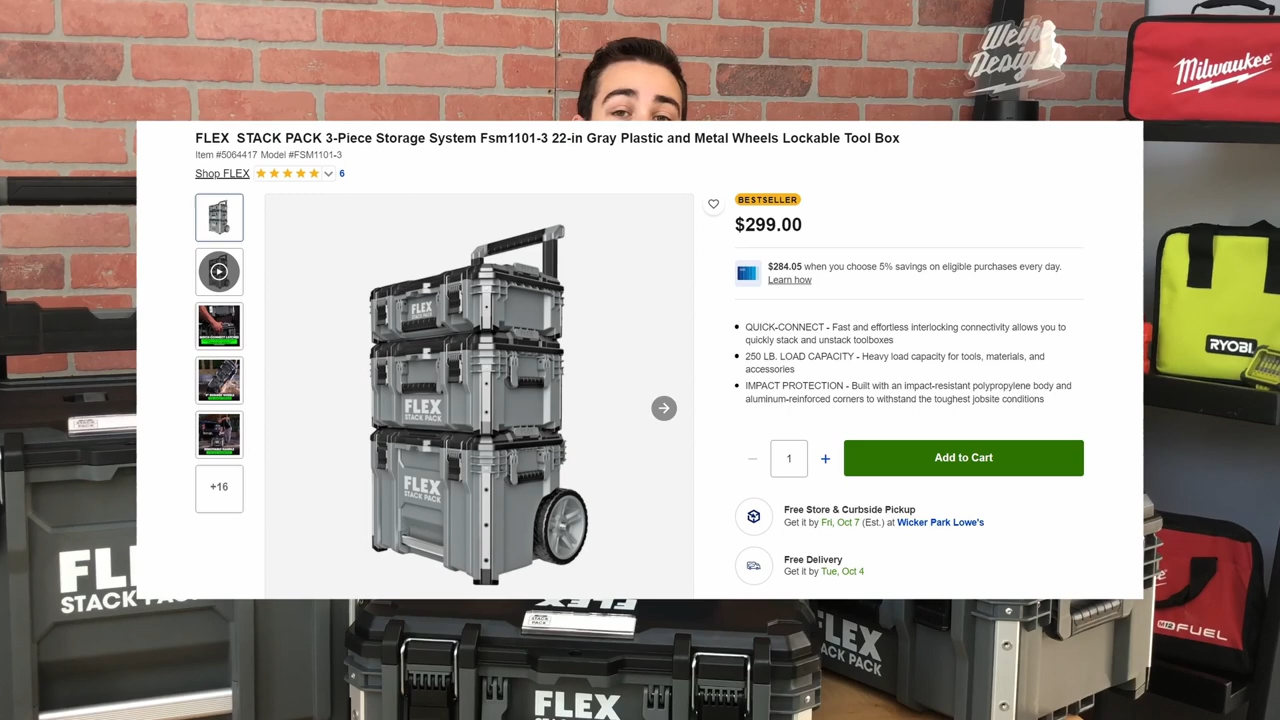 Weihe
Designs
Milwaukee
FLEX STACK PACK 3-Piece Storage System Fsm1101-3 22-in Gray Plastic and Metal Wheels Lockable Tool Box
Item #5064417 Model #FSM1101-3
Shop FLEX
6
BESTSELLER
$299.00
$284.05 when you choose 5% savings on eligible purchases every day.
Learn how
FLEX
STACK PACK
FLEX
STACK PACK
FLEX
STACK PACK
QUICK-CONNECT - Fast and effortless interlocking connectivity allows you to
quickly stack and unstack toolboxes
250 LB. LOAD CAPACITY - Heavy load capacity for tools, materials, and
accessories
IMPACT PROTECTION - Built with an impact-resistant polypropylene body and
aluminum-reinforced corners to withstand the toughest jobsite conditions
1
Add to Cart
+16
Free Store & Curbside Pickup
Get it by Fri, Oct 7 (Est.) at Wicker Park Lowe's
Free Delivery
Get it by Tue, Oct 4
RYOBI
M12 FUEL
STACK PACK
FLEX
STACK PACK
FLEX